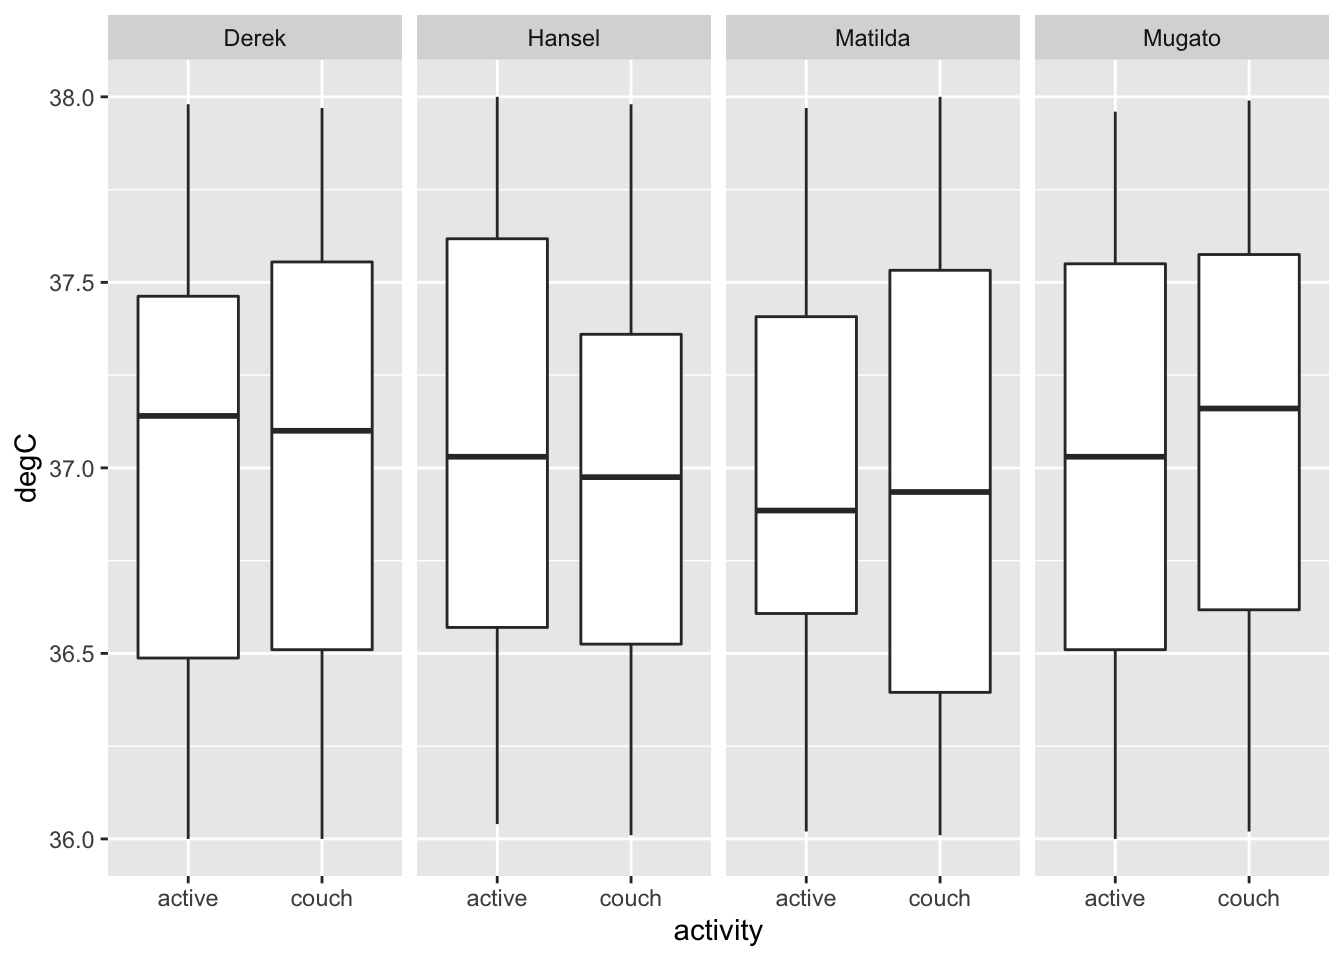 Derek Hansel Matilda Mugato
38.0
37.5
37.0
36.5
36.0
degC
active couch active couch active couch active couch
activity